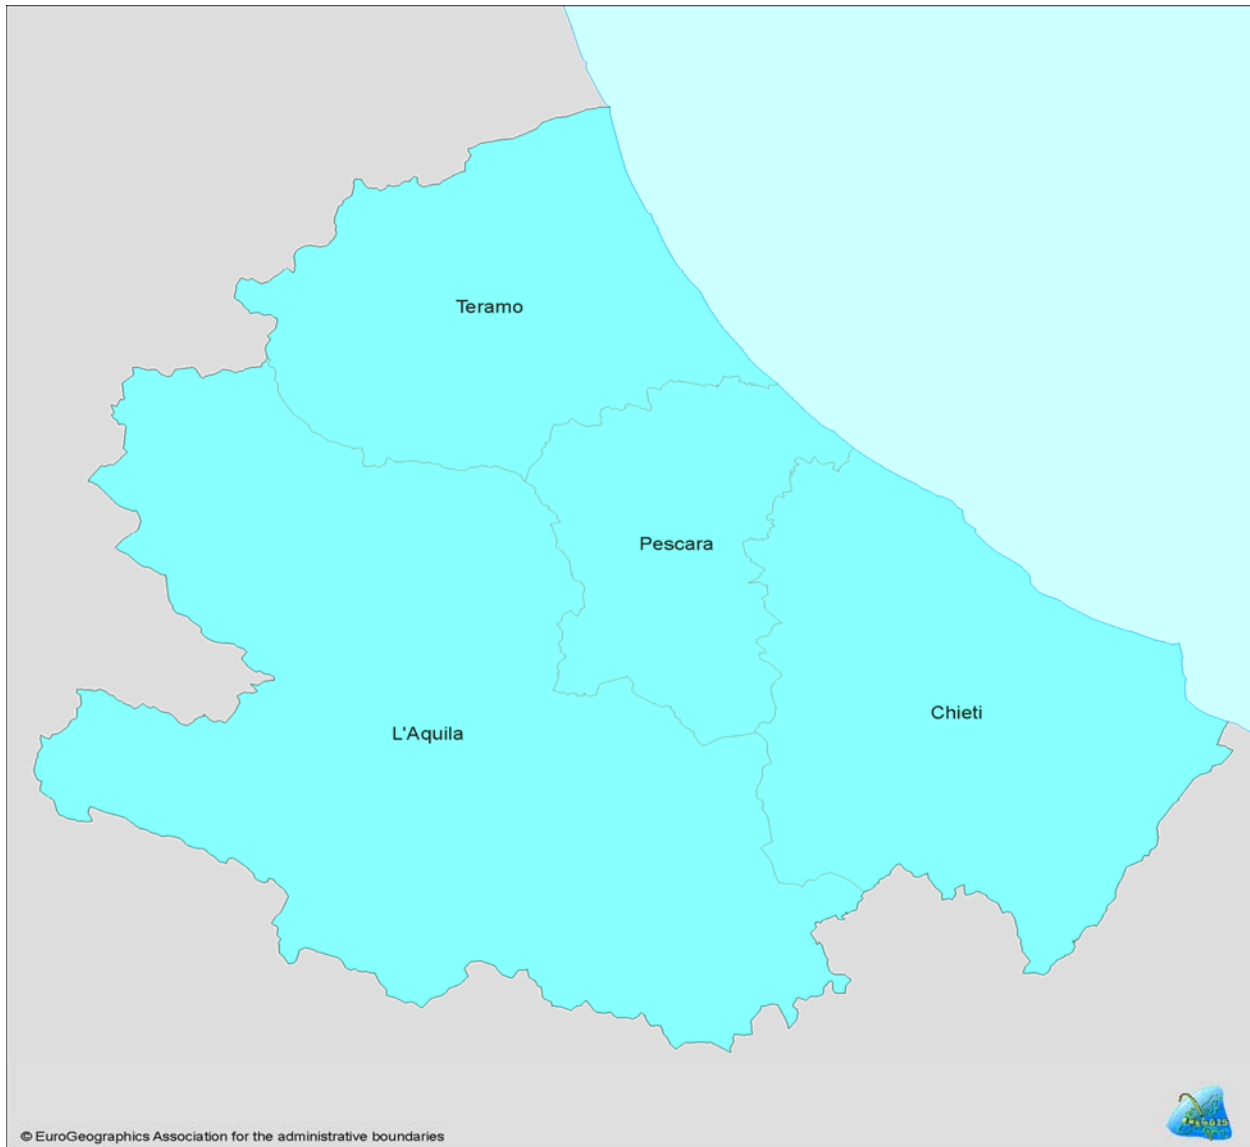 Teramo
Pescara
Chieti
L'Aquila
© EuroGeographics Association for the administrative boundaries